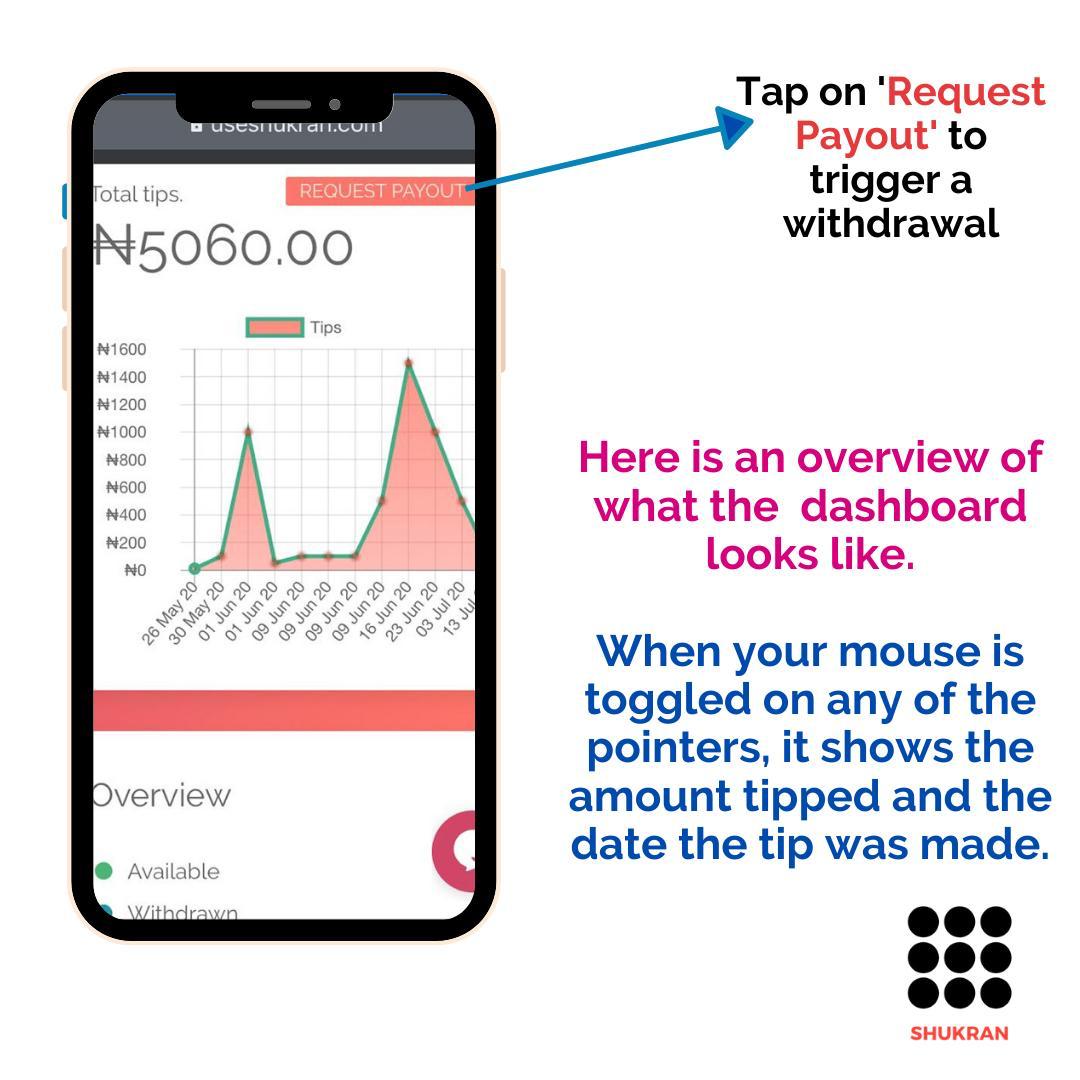 useshukran.com
Total tips.
REQUEST PAYOUT
₦5060.00
Tips
₦1600
₦1400
₦1200
₦1000
₦800
₦600
₦400
₦200
₦0
26 May 20
30 May 20
01 Jun 20
01 Jun 20
09 Jun 20
09 Jun 20
09 Jun 20
16 Jun 20
23 Jun 20
03 Jul 20
13 Jul
Overview
Available
Withdrawn
Tap on 'Request
Payout' to
trigger a
withdrawal
Here is an overview of
what the dashboard
looks like.
When your mouse is
toggled on any of the
pointers, it shows the
amount tipped and the
date the tip was made.
SHUKRAN